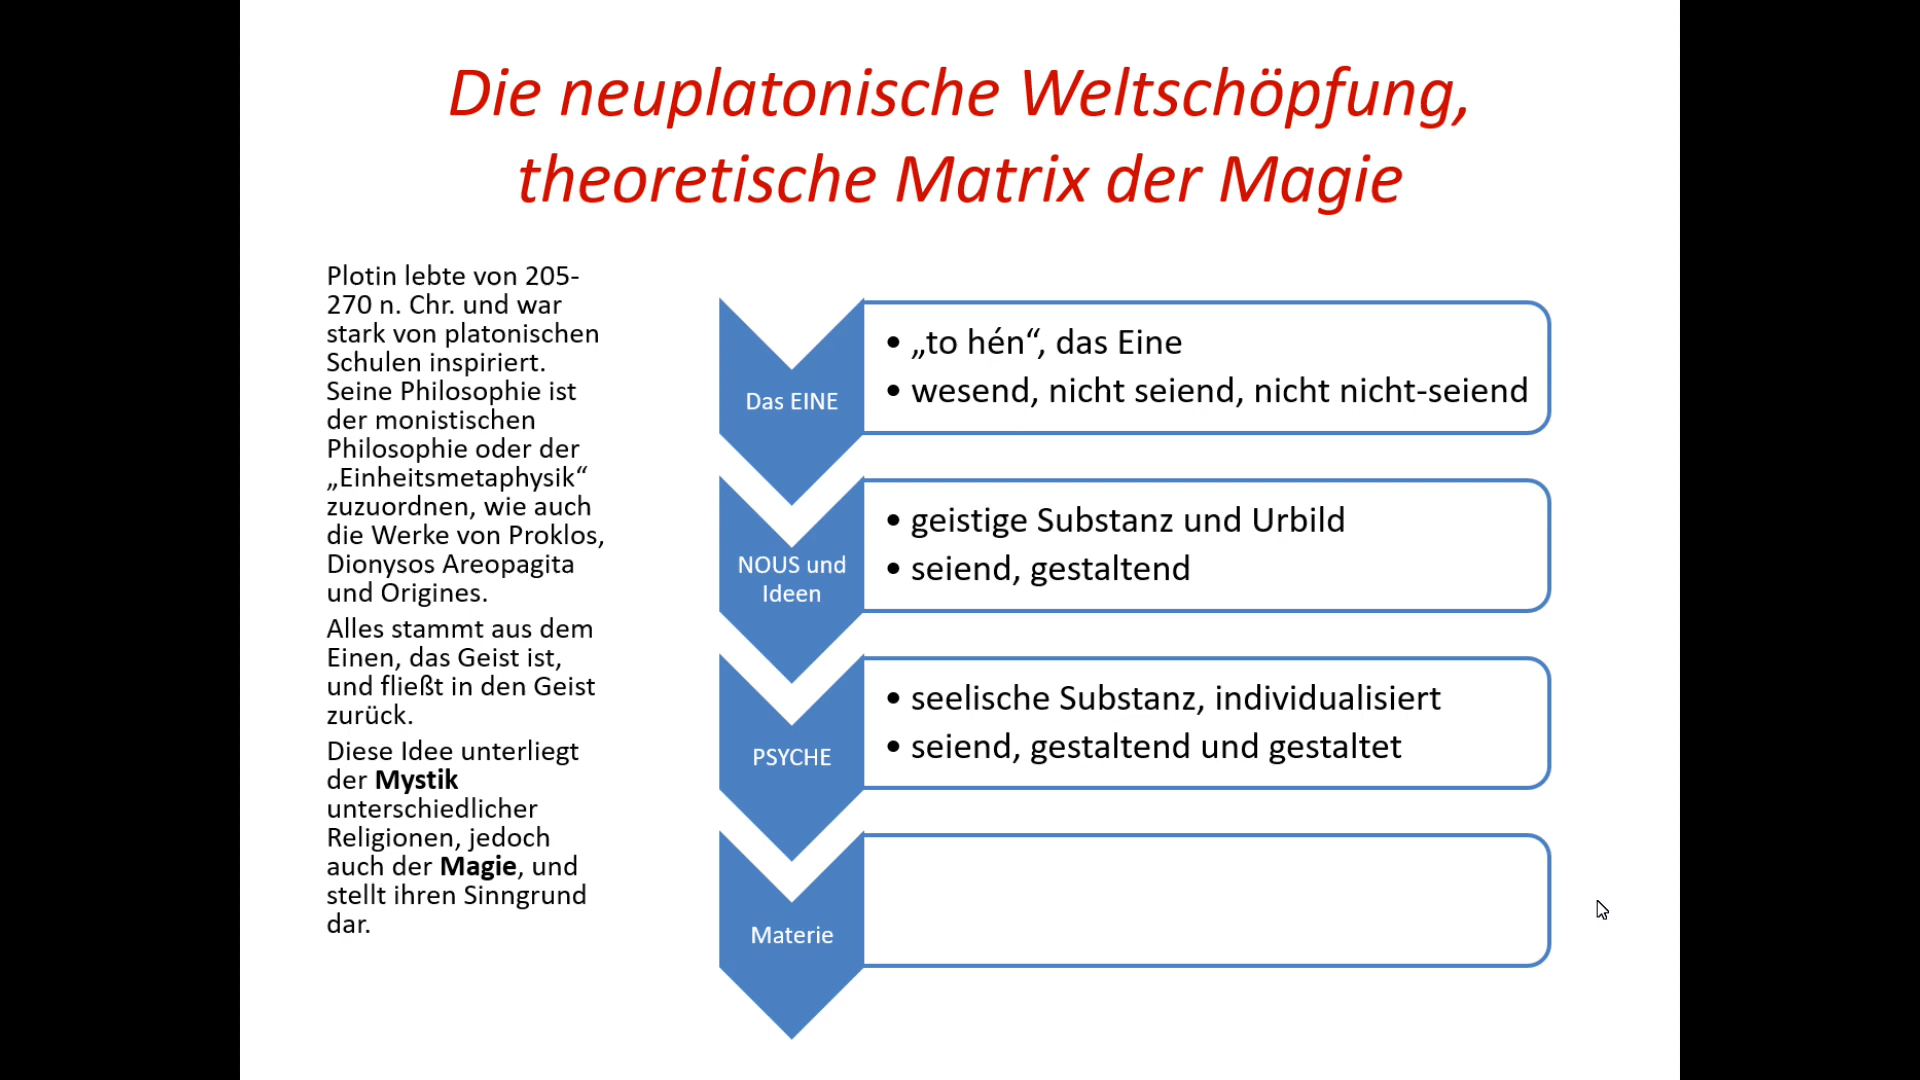 Die neuplatonische Weltschöpfung,
theoretische Matrix der Magie
Plotin lebte von 205-
270 n. Chr. und war
stark von platonischen
Schulen inspiriert.
Seine Philosophie ist
der monistischen
Philosophie oder der
„Einheitsmetaphysik“
zuzuordnen, wie auch
die Werke von Proklos,
Dionysos Areopagita
und Origines.
Alles stammt aus dem
Einen, das Geist ist,
und fließt in den Geist
zurück.
Diese Idee unterliegt
der Mystik
unterschiedlicher
Religionen, jedoch
auch der Magie, und
stellt ihren Sinngrund
dar.
Das EINE
• „to hén“, das Eine
• wesend, nicht seiend, nicht nicht-seiend
NOUS und
Ideen
• geistige Substanz und Urbild
• seiend, gestaltend
PSYCHE
• seelische Substanz, individualisiert
• seiend, gestaltend und gestaltet
Materie